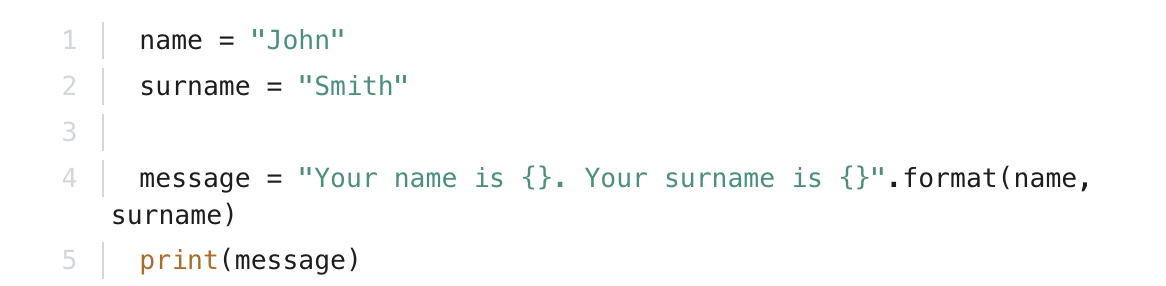 1 name = "John"
2 surname = "Smith"
3
4 message = "Your name is {}. Your surname is {}".format(name,
surname)
5 print(message)